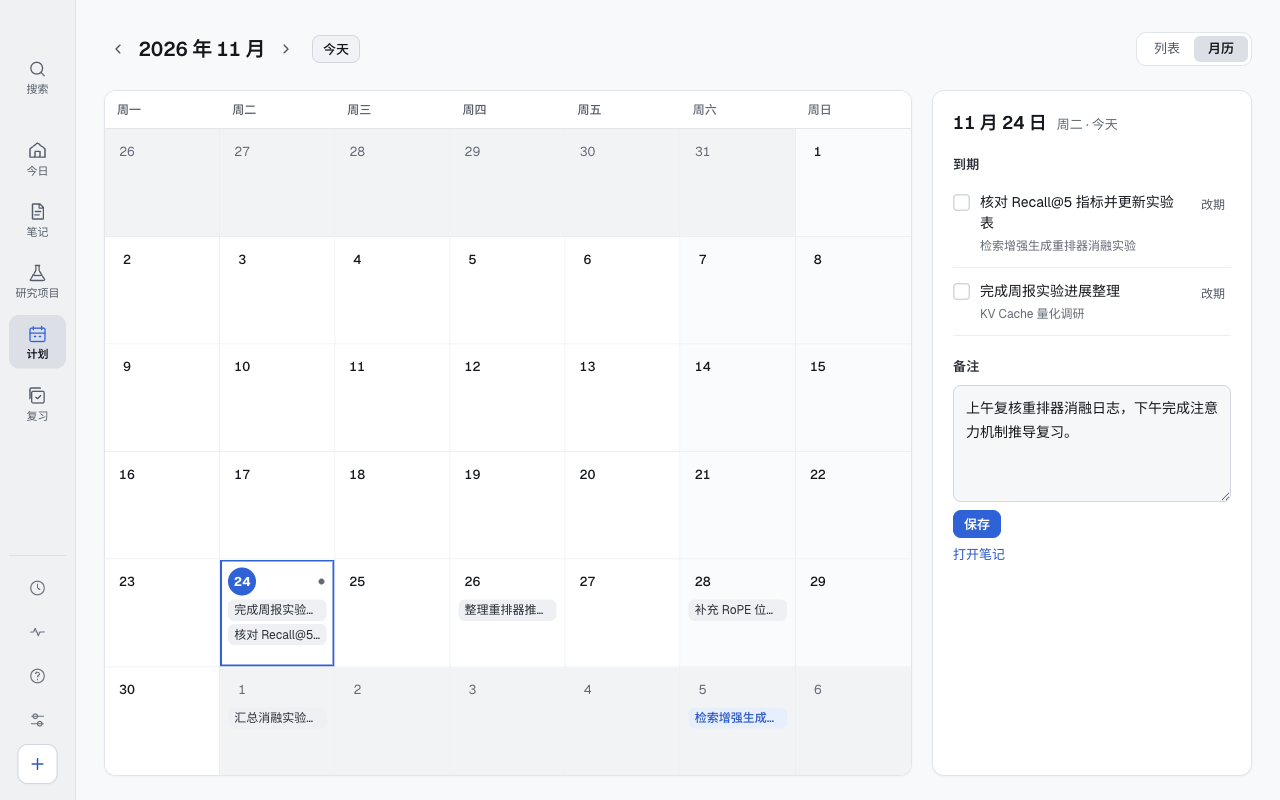 搜索
今日
笔记
研究项目
计划
复习
2026 年 11 月
今天
列表
月历
周一 周二 周三 周四 周五 周六 周日
26 27 28 29 30 31 1
2 3 4 5 6 7 8
9 10 11 12 13 14 15
16 17 18 19 20 21 22
23 24 25 26 27 28 29
完成周报实验… 整理重排器推… 补充 RoPE 位…
核对 Recall@5…
30 1 2 3 4 5 6
汇总消融实验… 检索增强生成…
11 月 24 日 周二 · 今天
到期
核对 Recall@5 指标并更新实验 改期
表
检索增强生成重排器消融实验
完成周报实验进展整理 改期
KV Cache 量化调研
备注
上午复核重排器消融日志，下午完成注意
力机制推导复习。
保存
打开笔记